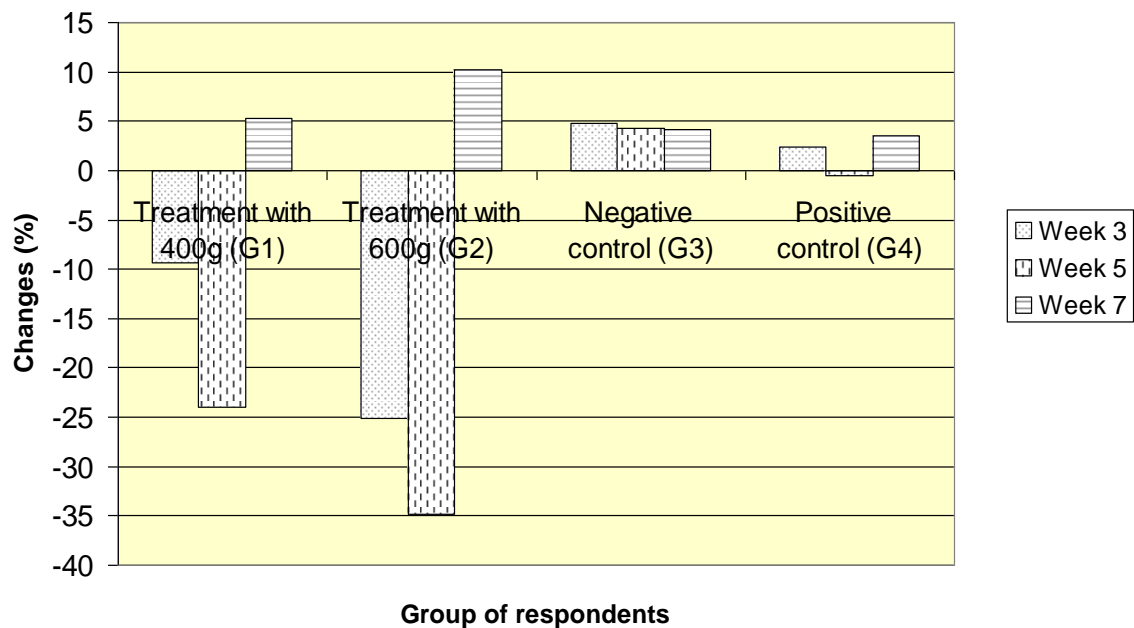 15
10
5
0
-5
-10
-15
-20
-25
-30
-35
-40
Changes (%)
Treatment with
400g (G1)
Treatment with
600g (G2)
Negative
control (G3)
Positive
control (G4)
Group of respondents
Week 3
Week 5
Week 7